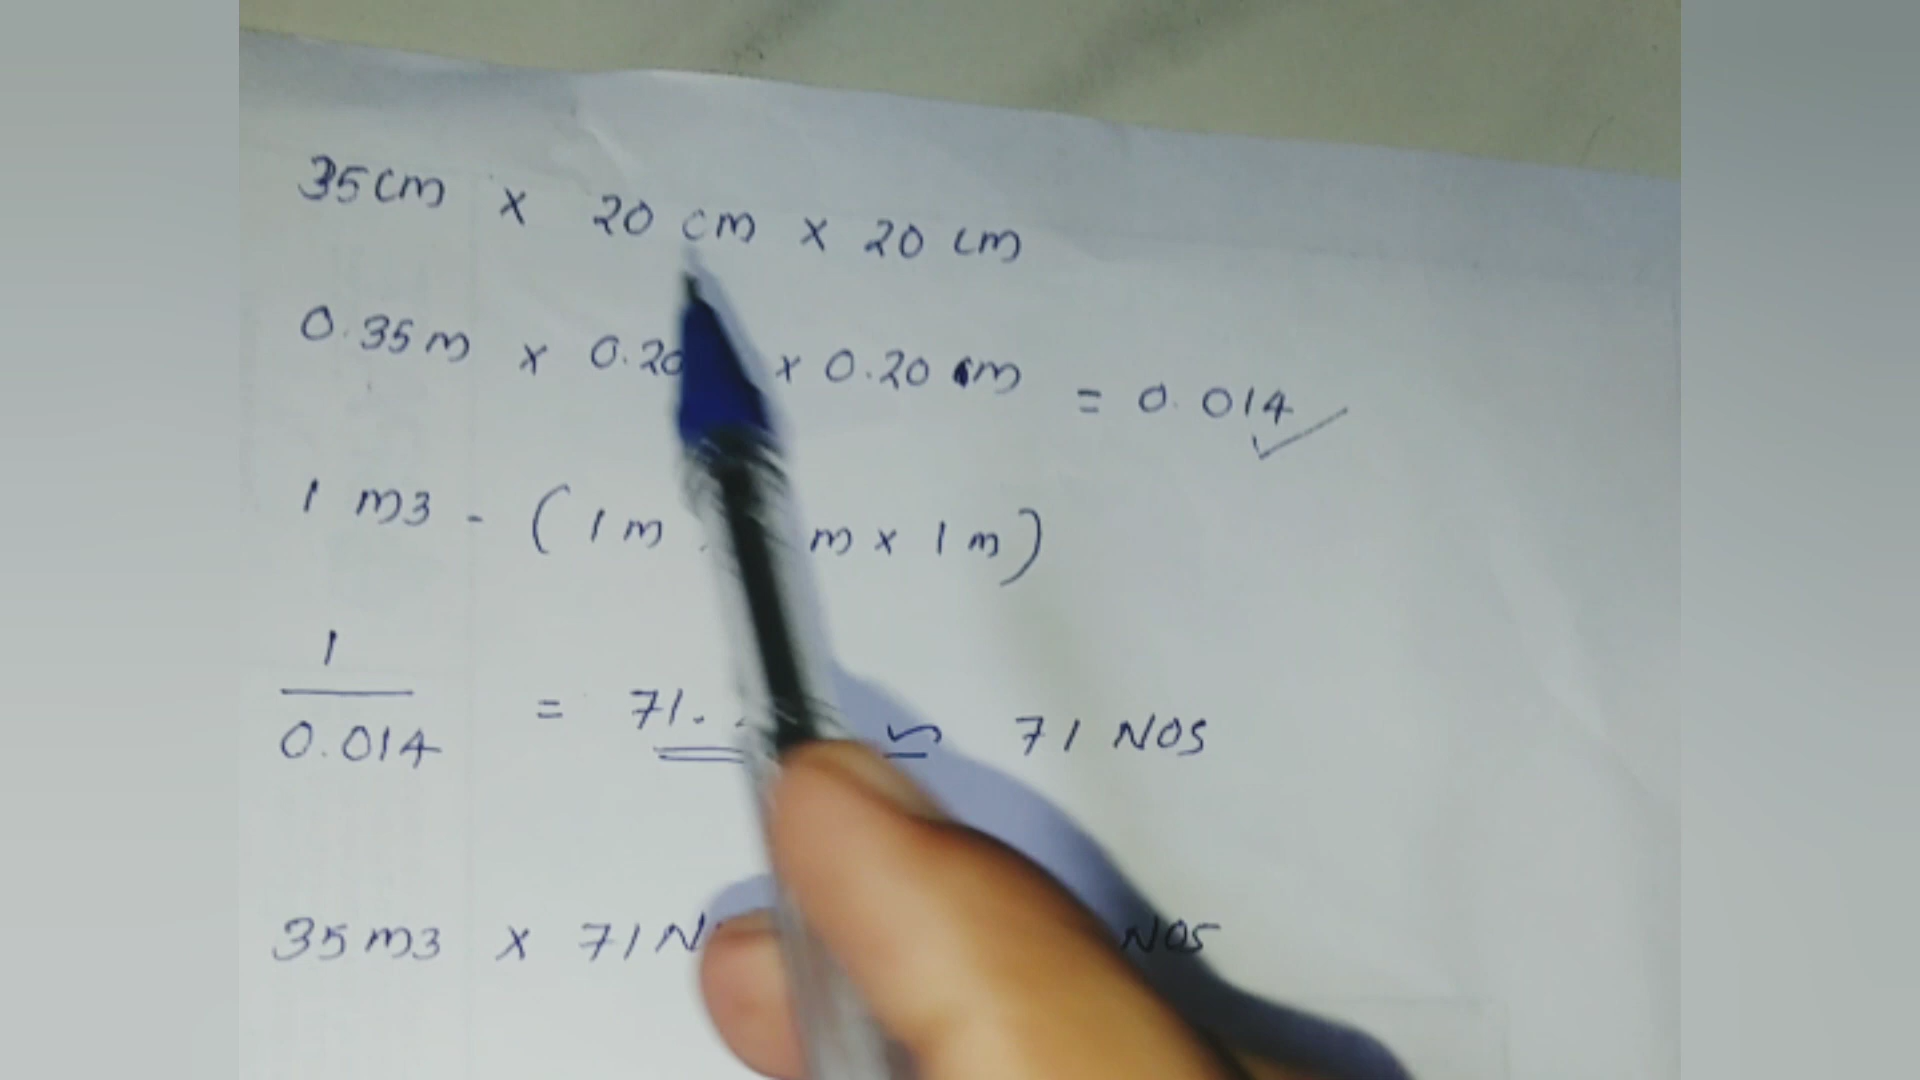 35cm x 20 cm x 20 cm
0.35m x 0.20 x 0.20 m = 0.014
1 m3 - (1m m x 1m)
1
0.014 = 71. ≃ 71 NOS
35m3 x 71 NOS